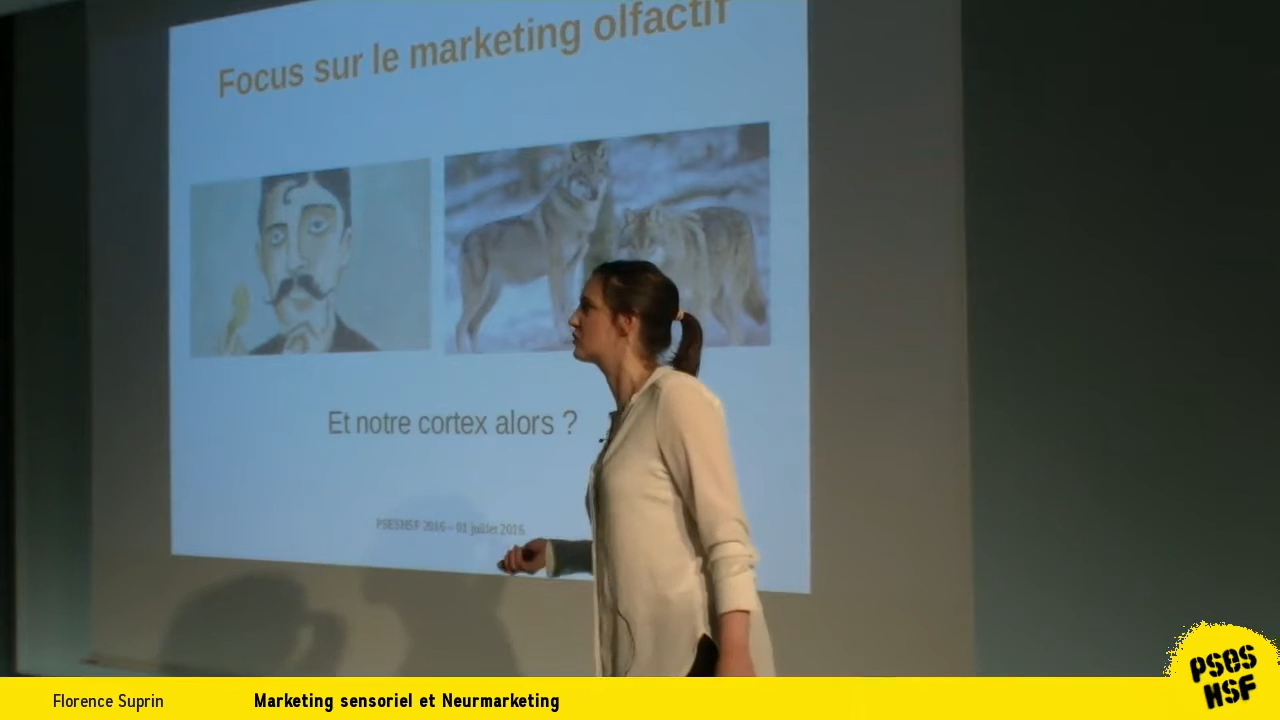 Focus sur le marketing olfactif
Et notre cortex alors ?
PSESHSF 2016 – 01 juillet 2016
Florence Suprin
Marketing sensoriel et Neurmarketing
PSES
HSF